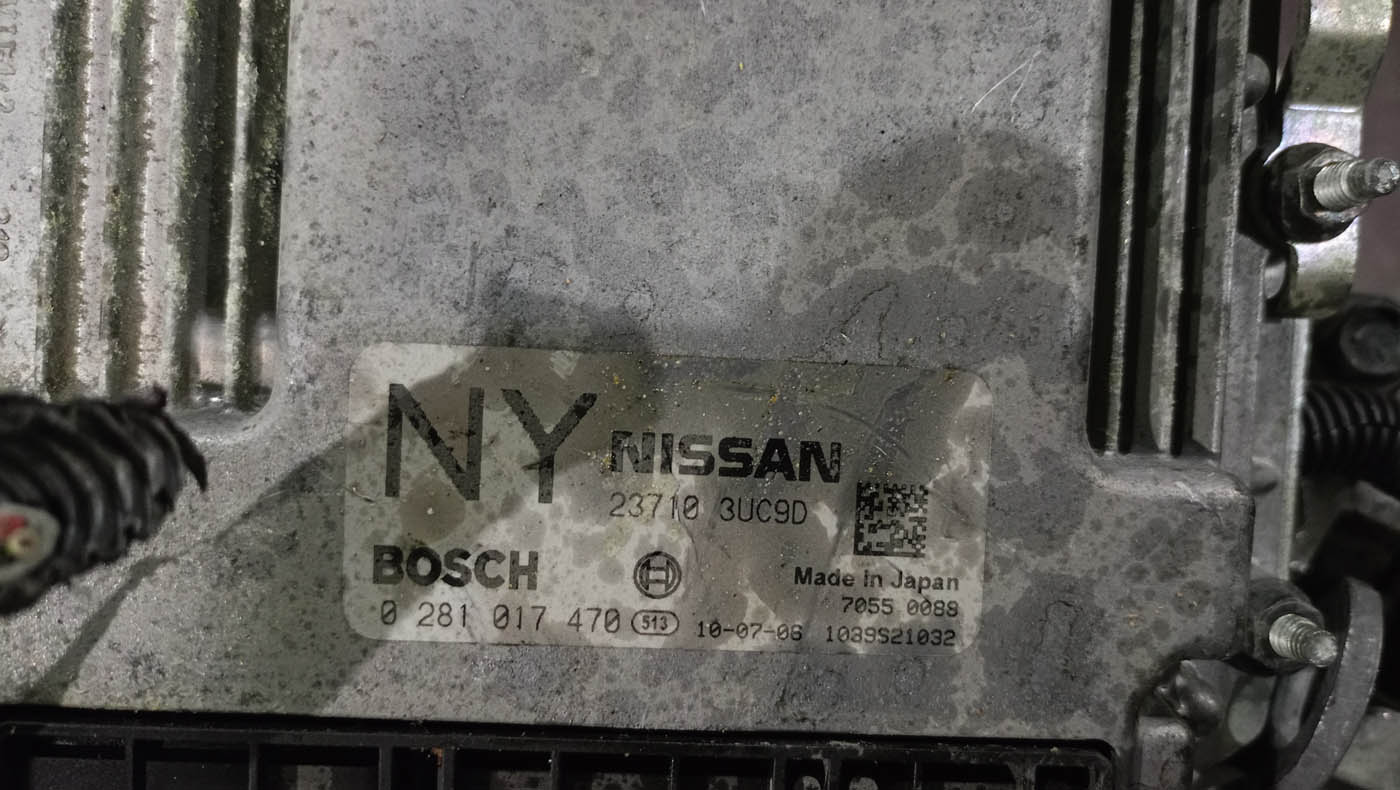 NY NISSAN
23710 3UC9D
BOSCH
Made in Japan
7055 0088
0 281 017 470 513 10-07-06 1039S21032